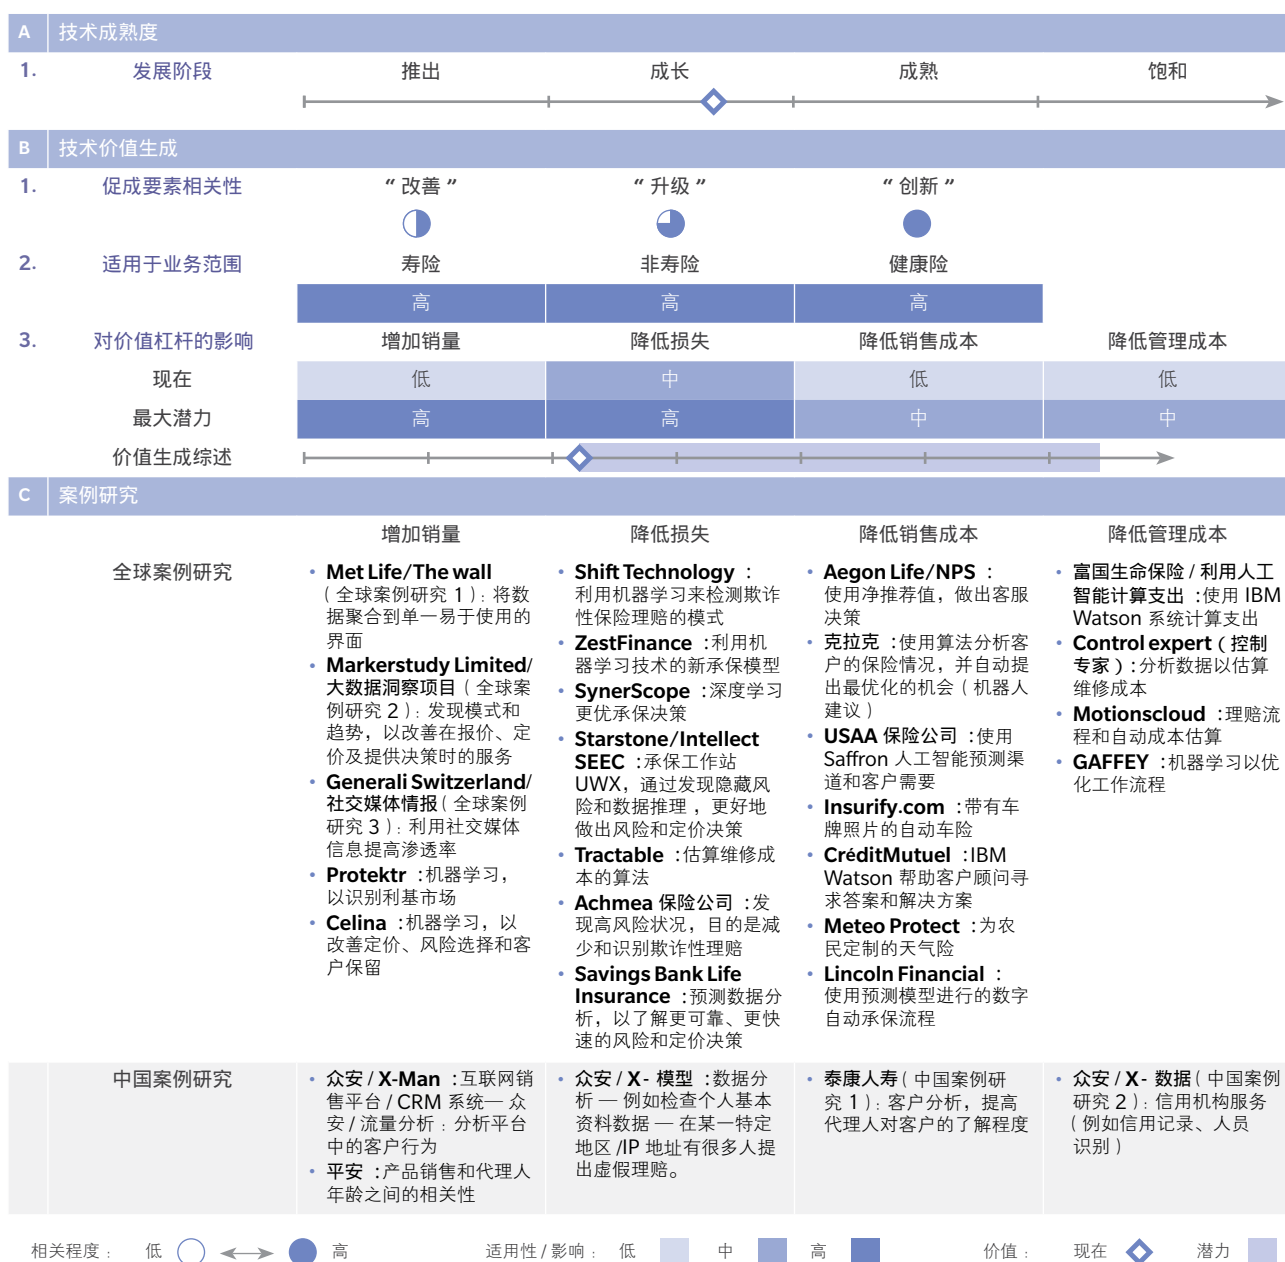 A 技术成熟度
1. 发展阶段 推出 成长 成熟 饱和
B 技术价值生成
1. 促成要素相关性 “ 改善 ” “ 升级 ” “ 创新 ”
2. 适用于业务范围 寿险 非寿险 健康险
高 高 高
3. 对价值杠杆的影响 增加销量 降低损失 降低销售成本 降低管理成本
现在 低 中 低 低
最大潜力 高 高 中 中
价值生成综述
C 案例研究
增加销量 降低损失 降低销售成本 降低管理成本
全球案例研究
• Met Life/The wall
( 全球案例研究 1 ) : 将数
据聚合到单一易于使用的
界面
• Markerstudy Limited/
大数据洞察项目 ( 全球案
例研究 2 ) : 发现模式和
趋势，以改善在报价、定
价及提供决策时的服务
• Generali Switzerland/
社交媒体情报 ( 全球案例
研究 3 ) : 利用社交媒体
信息提高渗透率
• Protektr : 机器学习，
以识别利基市场
• Celina : 机器学习，以
改善定价、风险选择和客
户保留
• Shift Technology :
利用机器学习来检测欺诈
性保险理赔的模式
• ZestFinance : 利用机
器学习技术的新承保模型
• SynerScope : 深度学习
更优承保决策
• Starstone/Intellect
SEEC : 承保工作站
UWX，通过发现隐藏风
险和数据推理 ，更好地
做出风险和定价决策
• Tractable : 估算维修成
本的算法
• Achmea 保险公司 : 发
现高风险状况，目的是减
少和识别欺诈性理赔
• Savings Bank Life
Insurance : 预测数据分
析，以了解更可靠、更快
速的风险和定价决策
• Aegon Life/NPS :
使用净推荐值，做出客服
决策
• 克拉克 : 使用算法分析客
户的保险情况，并自动提
出最优化的机会 ( 机器人
建议 )
• USAA 保险公司 : 使用
Saffron 人工智能预测渠
道和客户需要
• Insurify.com : 带有车
牌照片的自动车险
• CréditMutuel : IBM
Watson 帮助客户顾问寻
求答案和解决方案
• Meteo Protect : 为农
民定制的天气险
• Lincoln Financial :
使用预测模型进行的数字
自动承保流程
• 富国生命保险 / 利用人工
智能计算支出 : 使用 IBM
Watson 系统计算支出
• Control expert ( 控制
专家 ) : 分析数据以估算
维修成本
• Motionscloud : 理赔流
程和自动成本估算
• GAFFEY : 机器学习以优
化工作流程
中国案例研究
• 众安 / X-Man : 互联网销
售平台 / CRM 系统— 众
安 / 流量分析 : 分析平台
中的客户行为
• 平安 : 产品销售和代理人
年龄之间的相关性
• 众安 / X- 模型 : 数据分
析 — 例如检查个人基本
资料数据 — 在某一特定
地区 /IP 地址有很多人提
出虚假理赔。
• 泰康人寿 ( 中国案例研
究 1 ) : 客户分析，提高
代理人对客户的了解程度
• 众安 / X- 数据 ( 中国案例
研究 2 ) : 信用机构服务
( 例如信用记录、人员
识别 )
相关程度 : 低 高 适用性 / 影响 : 低 中 高 价值 : 现在 潜力